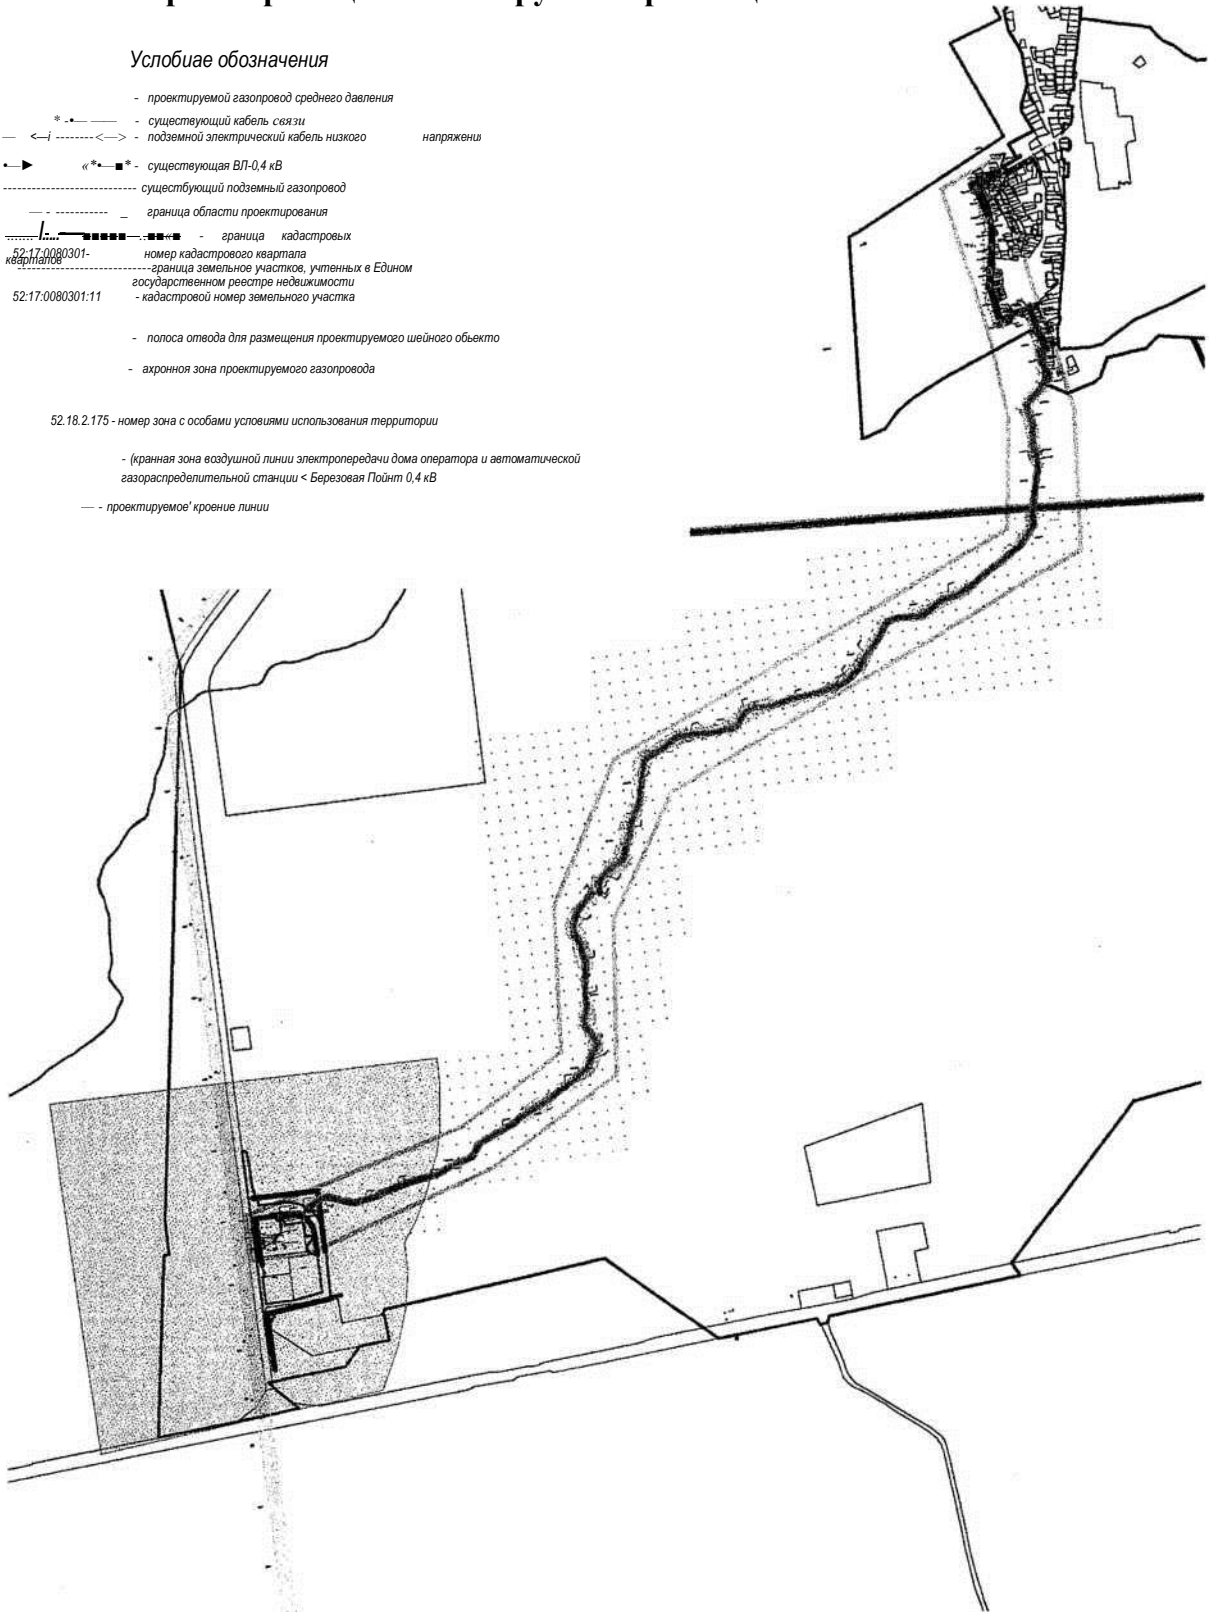 Услобиае обозначения
- проектируемой газопровод среднего давления
- существующий кабель связи
- подземной электрический кабель низкого напряжени
- существующая ВЛ-0,4 кВ
существующий подземный газопровод
граница области проектирования
- граница кадастровых
52:17:0080301- номер кадастрового квартала
кварталов
граница земельное участков, учтенных в Едином
государственном реестре недвижимости
52:17:0080301:11 - кадастровой номер земельного участка
- полоса отвода для размещения проектируемого шейного обьекто
- ахронная зона проектируемого газопровода
52.18.2.175 - номер зона с особами условиями использования территории
- (кранная зона воздушной линии электропередачи дома оператора и автоматической
газораспределительной станции < Березовая Пойнт 0,4 кВ
— - проектируемое' кроение линии